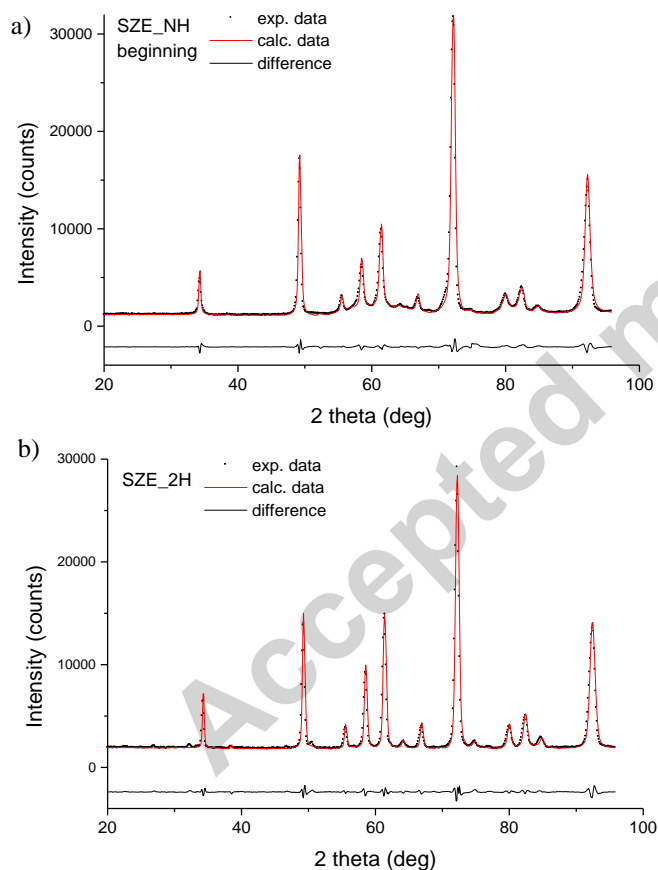 a)
SZE_NH
beginning
exp. data
calc. data
difference
30000
20000
10000
0
Intensity (counts)
20 40 60 80 100
2 theta (deg)
b)
SZE_2H
exp. data
calc. data
difference
30000
20000
10000
0
Intensity (counts)
20 40 60 80 100
2 theta (deg)
Accepted m